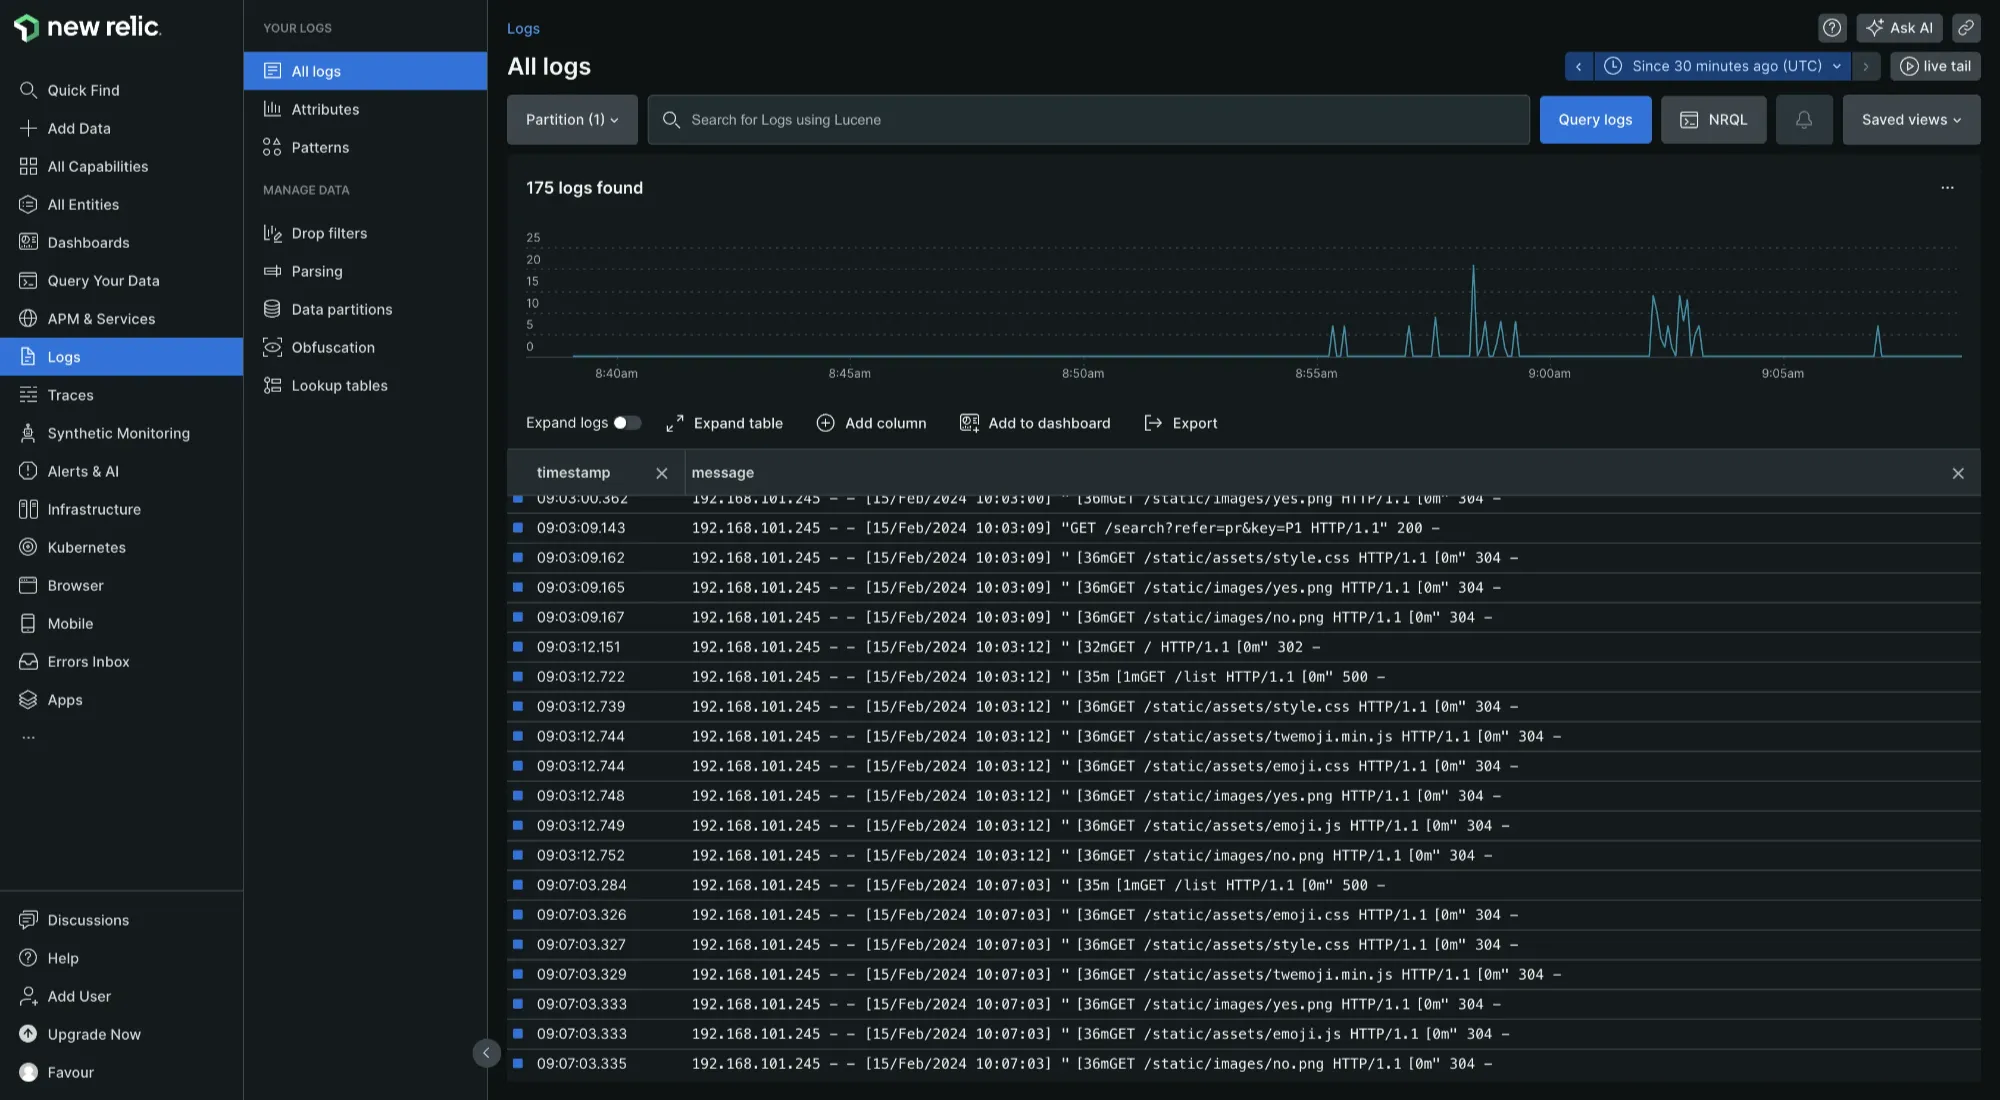 new relic.
Quick Find
Add Data
All Capabilities
All Entities
Dashboards
Query Your Data
APM & Services
Logs
Traces
Synthetic Monitoring
Alerts & AI
Infrastructure
Kubernetes
Browser
Mobile
Errors Inbox
Apps
...
Discussions
Help
Add User
Upgrade Now
Favour
YOUR LOGS
All logs
Attributes
Patterns
MANAGE DATA
Drop filters
Parsing
Data partitions
Obfuscation
Lookup tables
Logs
Ask AI
All logs
Since 30 minutes ago (UTC)
live tail
Partition (1)
Search for Logs using Lucene
Query logs
NRQL
Saved views
175 logs found
...
25
20
15
10
5
0
8:40am 8:45am 8:50am 8:55am 9:00am 9:05am
Expand logs Expand table Add column Add to dashboard Export
timestamp message
09:03:00.362 192.168.101.245 – – [15/Feb/2024 10:03:00] " [36mGET /static/images/yes.png HTTP/1.1 [0m" 304 –
09:03:09.143 192.168.101.245 – – [15/Feb/2024 10:03:09] "GET /search?refer=pr&key=P1 HTTP/1.1" 200 –
09:03:09.162 192.168.101.245 – – [15/Feb/2024 10:03:09] " [36mGET /static/assets/style.css HTTP/1.1 [0m" 304 –
09:03:09.165 192.168.101.245 – – [15/Feb/2024 10:03:09] " [36mGET /static/images/yes.png HTTP/1.1 [0m" 304 –
09:03:09.167 192.168.101.245 – – [15/Feb/2024 10:03:09] " [36mGET /static/images/no.png HTTP/1.1 [0m" 304 –
09:03:12.151 192.168.101.245 – – [15/Feb/2024 10:03:12] " [32mGET / HTTP/1.1 [0m" 302 –
09:03:12.722 192.168.101.245 – – [15/Feb/2024 10:03:12] " [35m [1mGET /list HTTP/1.1 [0m" 500 –
09:03:12.739 192.168.101.245 – – [15/Feb/2024 10:03:12] " [36mGET /static/assets/style.css HTTP/1.1 [0m" 304 –
09:03:12.744 192.168.101.245 – – [15/Feb/2024 10:03:12] " [36mGET /static/assets/twemoji.min.js HTTP/1.1 [0m" 304 –
09:03:12.744 192.168.101.245 – – [15/Feb/2024 10:03:12] " [36mGET /static/assets/emoji.css HTTP/1.1 [0m" 304 –
09:03:12.748 192.168.101.245 – – [15/Feb/2024 10:03:12] " [36mGET /static/images/yes.png HTTP/1.1 [0m" 304 –
09:03:12.749 192.168.101.245 – – [15/Feb/2024 10:03:12] " [36mGET /static/assets/emoji.js HTTP/1.1 [0m" 304 –
09:03:12.752 192.168.101.245 – – [15/Feb/2024 10:03:12] " [36mGET /static/images/no.png HTTP/1.1 [0m" 304 –
09:07:03.284 192.168.101.245 – – [15/Feb/2024 10:07:03] " [35m [1mGET /list HTTP/1.1 [0m" 500 –
09:07:03.326 192.168.101.245 – – [15/Feb/2024 10:07:03] " [36mGET /static/assets/emoji.css HTTP/1.1 [0m" 304 –
09:07:03.327 192.168.101.245 – – [15/Feb/2024 10:07:03] " [36mGET /static/assets/style.css HTTP/1.1 [0m" 304 –
09:07:03.329 192.168.101.245 – – [15/Feb/2024 10:07:03] " [36mGET /static/assets/twemoji.min.js HTTP/1.1 [0m" 304 –
09:07:03.333 192.168.101.245 – – [15/Feb/2024 10:07:03] " [36mGET /static/images/yes.png HTTP/1.1 [0m" 304 –
09:07:03.333 192.168.101.245 – – [15/Feb/2024 10:07:03] " [36mGET /static/assets/emoji.js HTTP/1.1 [0m" 304 –
09:07:03.335 192.168.101.245 – – [15/Feb/2024 10:07:03] " [36mGET /static/images/no.png HTTP/1.1 [0m" 304 –